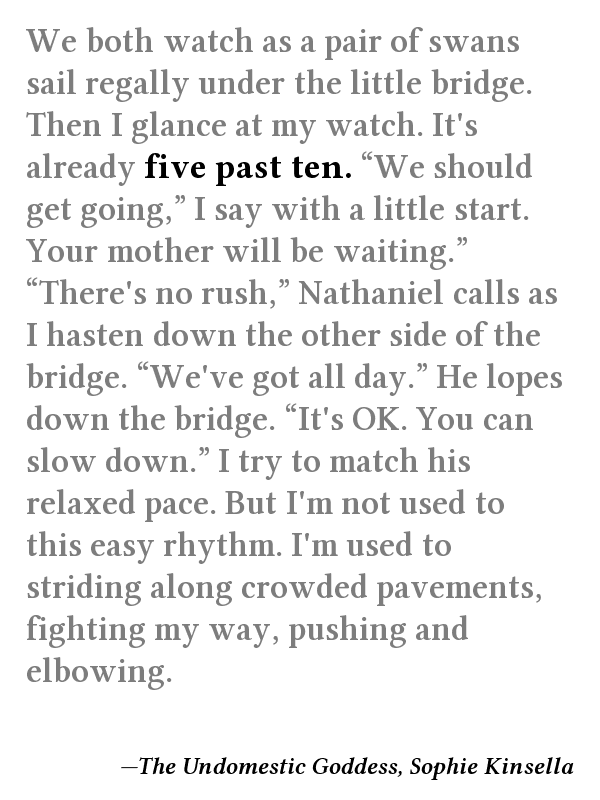 We both watch as a pair of swans
sail regally under the little bridge.
Then I glance at my watch. It's
already five past ten. “We should
get going,” I say with a little start.
Your mother will be waiting.”
“There's no rush,” Nathaniel calls as
I hasten down the other side of the
bridge. “We've got all day.” He lopes
down the bridge. “It's OK. You can
slow down.” I try to match his
relaxed pace. But I'm not used to
this easy rhythm. I'm used to
striding along crowded pavements,
fighting my way, pushing and
elbowing.
—The Undomestic Goddess, Sophie Kinsella